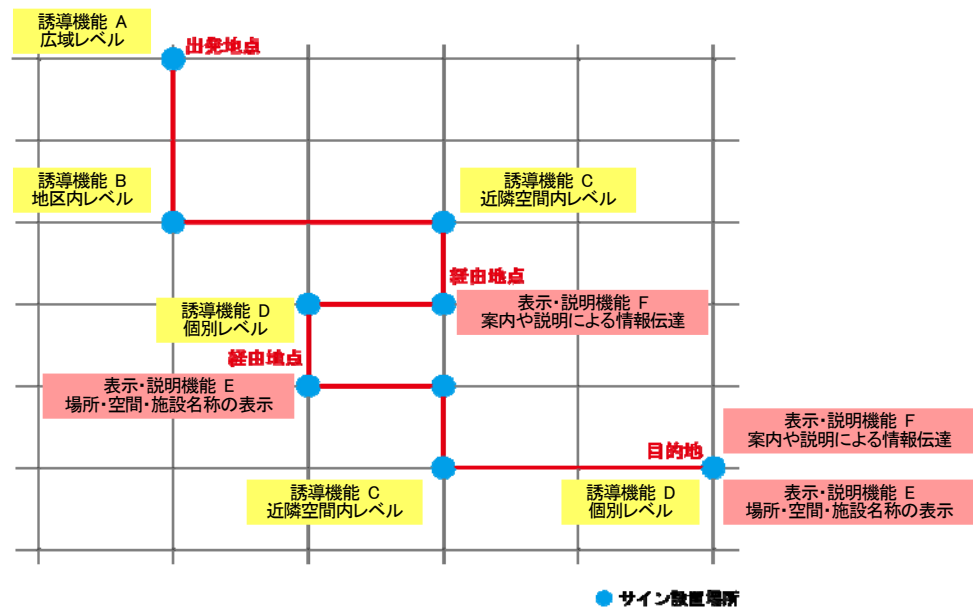 誘導機能 A
広域レベル
出発地点
誘導機能 B
地区内レベル
誘導機能 C
近隣空間内レベル
経由地点
誘導機能 D
個別レベル
表示・説明機能 F
案内や説明による情報伝達
経由地点
表示・説明機能 E
場所・空間・施設名称の表示
表示・説明機能 F
案内や説明による情報伝達
目的地
誘導機能 C
近隣空間内レベル
誘導機能 D
個別レベル
表示・説明機能 E
場所・空間・施設名称の表示
サイン設置場所